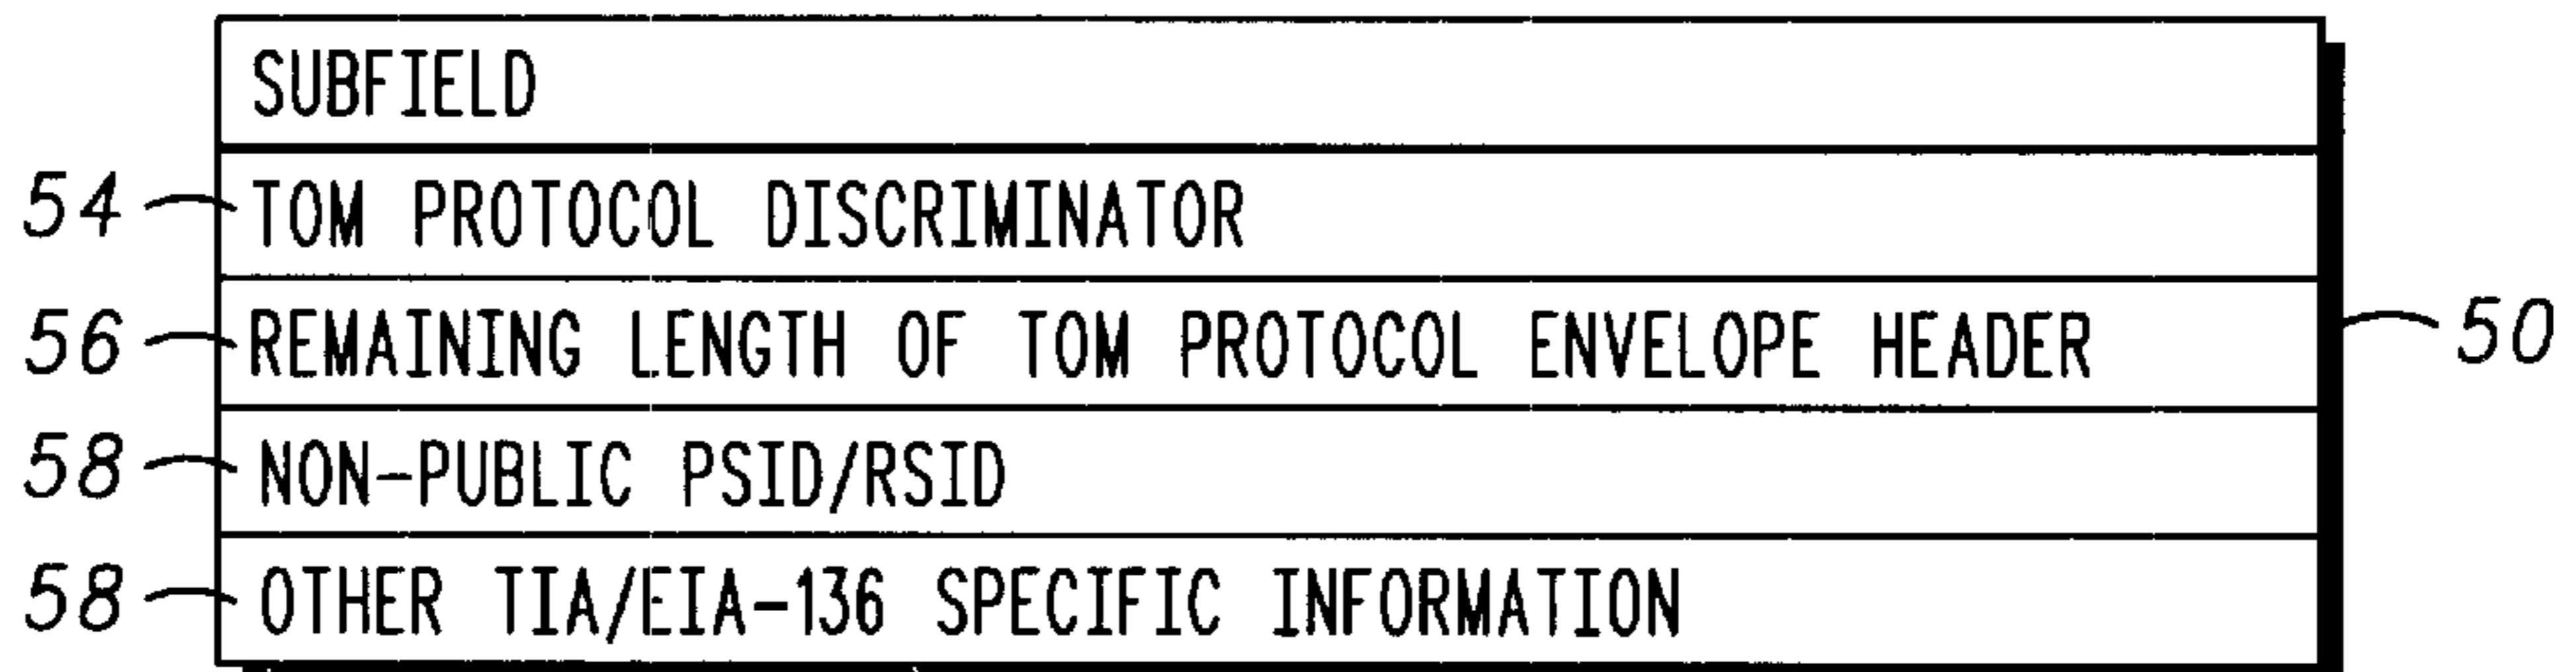 SUBFIELD
54 TOM PROTOCOL DISCRIMINATOR
56 REMAINING LENGTH OF TOM PROTOCOL ENVELOPE HEADER 50
58 NON-PUBLIC PSID/RSID
58 OTHER TIA/EIA-136 SPECIFIC INFORMATION